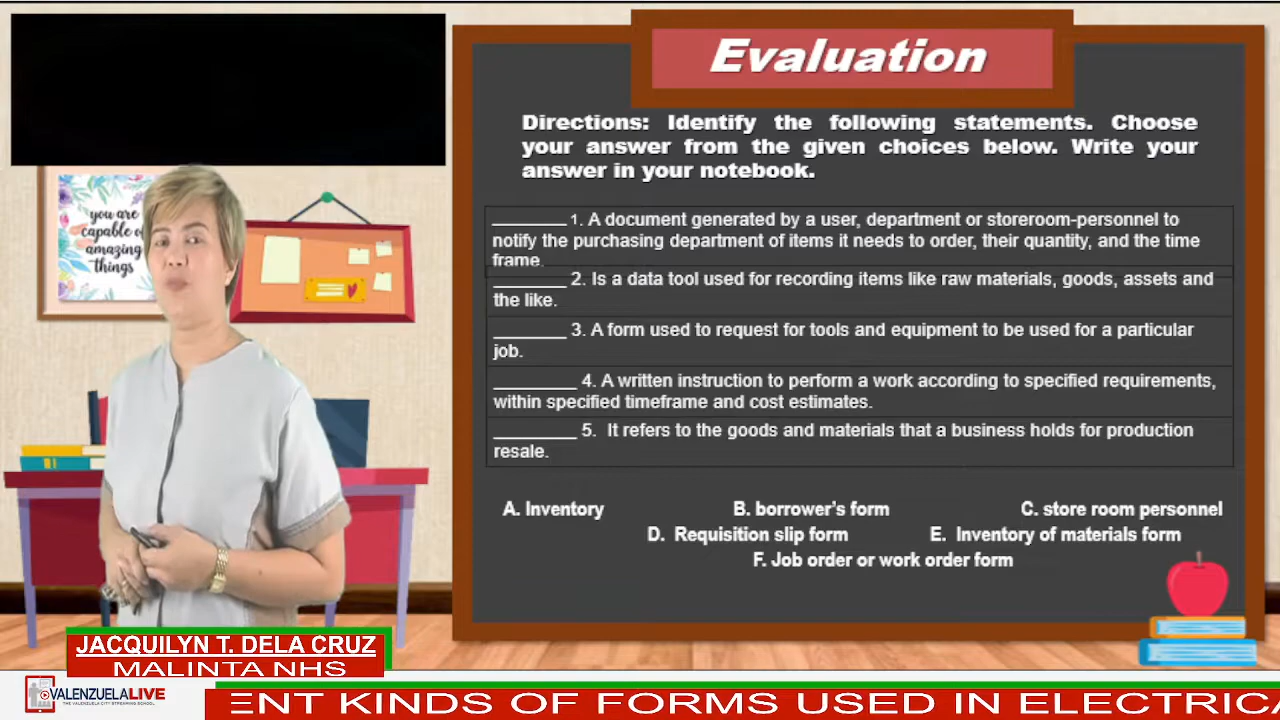 Evaluation
Directions: Identify the following statements. Choose
your answer from the given choices below. Write your
answer in your notebook.
you are
capable of
amazing
things
________ 1. A document generated by a user, department or storeroom-personnel to
notify the purchasing department of items it needs to order, their quantity, and the time
frame.
________ 2. Is a data tool used for recording items like raw materials, goods, assets and
the like.
________ 3. A form used to request for tools and equipment to be used for a particular
job.
_________ 4. A written instruction to perform a work according to specified requirements,
within specified timeframe and cost estimates.
_________ 5. It refers to the goods and materials that a business holds for production
resale.
A. Inventory B. borrower's form C. store room personnel
D. Requisition slip form E. Inventory of materials form
F. Job order or work order form
JACQUILYN T. DELA CRUZ
MALINTA NHS
VALENZUELALIVE
THE VALENZUELA CITY STREAMING SCHOOL
ENT KINDS OF FORMS USED IN ELECTRICA